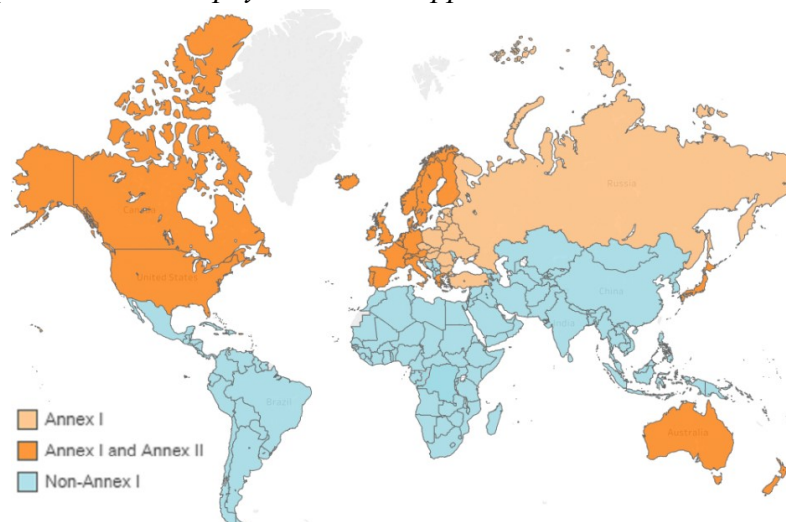 Canada
United States
Brazil
Russia
China
India
Australia
Annex I
Annex I and Annex II
Non-Annex I